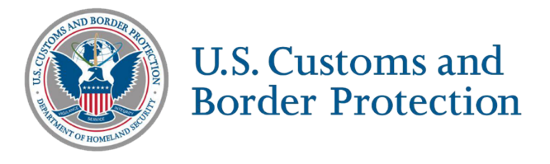 U.S. CUSTOMS AND BORDER PROTECTION
DEPARTMENT OF HOMELAND SECURITY
U.S. Customs and
Border Protection